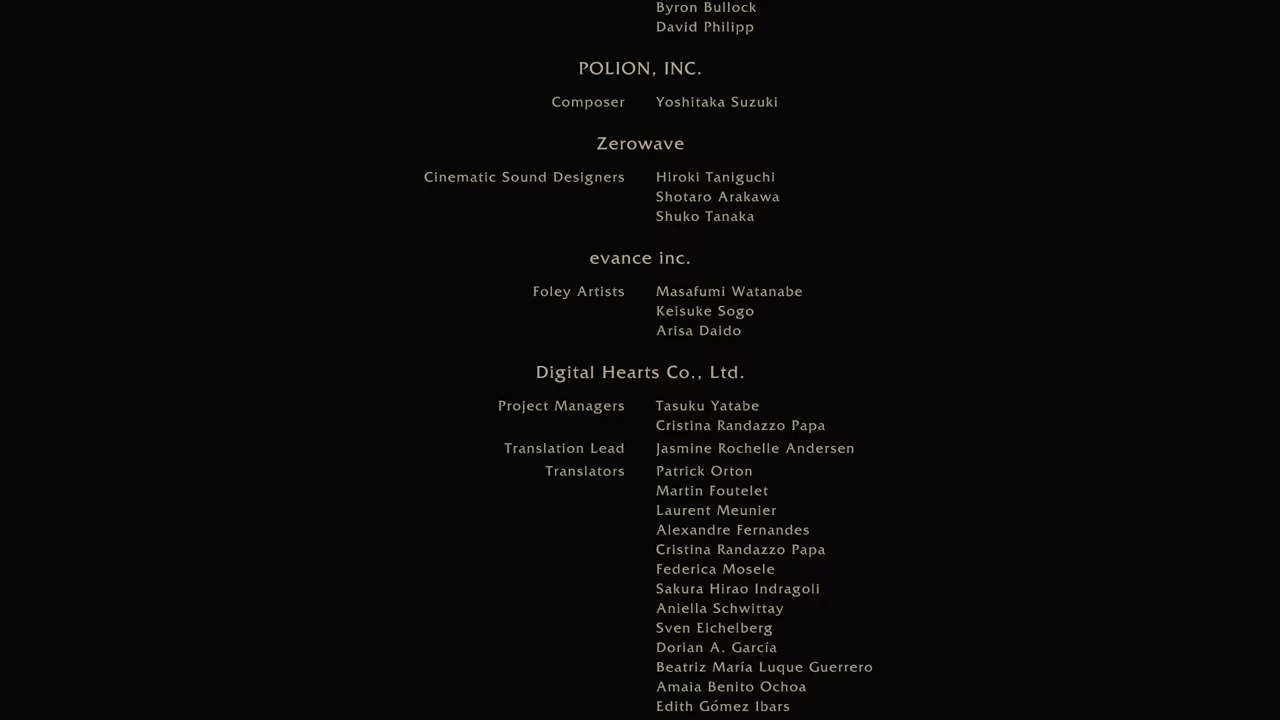 Byron Bullock
David Philipp
POLION, INC.
Composer Yoshitaka Suzuki
Zerowave
Cinematic Sound Designers Hiroki Taniguchi
Shotaro Arakawa
Shuko Tanaka
evance inc.
Foley Artists Masafumi Watanabe
Keisuke Sogo
Arisa Daido
Digital Hearts Co., Ltd.
Project Managers Tasuku Yatabe
Cristina Randazzo Papa
Translation Lead Jasmine Rochelle Andersen
Translators Patrick Orton
Martin Foutelet
Laurent Meunier
Alexandre Fernandes
Cristina Randazzo Papa
Federica Mosele
Sakura Hirao Indragoli
Aniella Schwittay
Sven Eichelberg
Dorian A. García
Beatriz María Luque Guerrero
Amaia Benito Ochoa
Edith Gómez Ibars